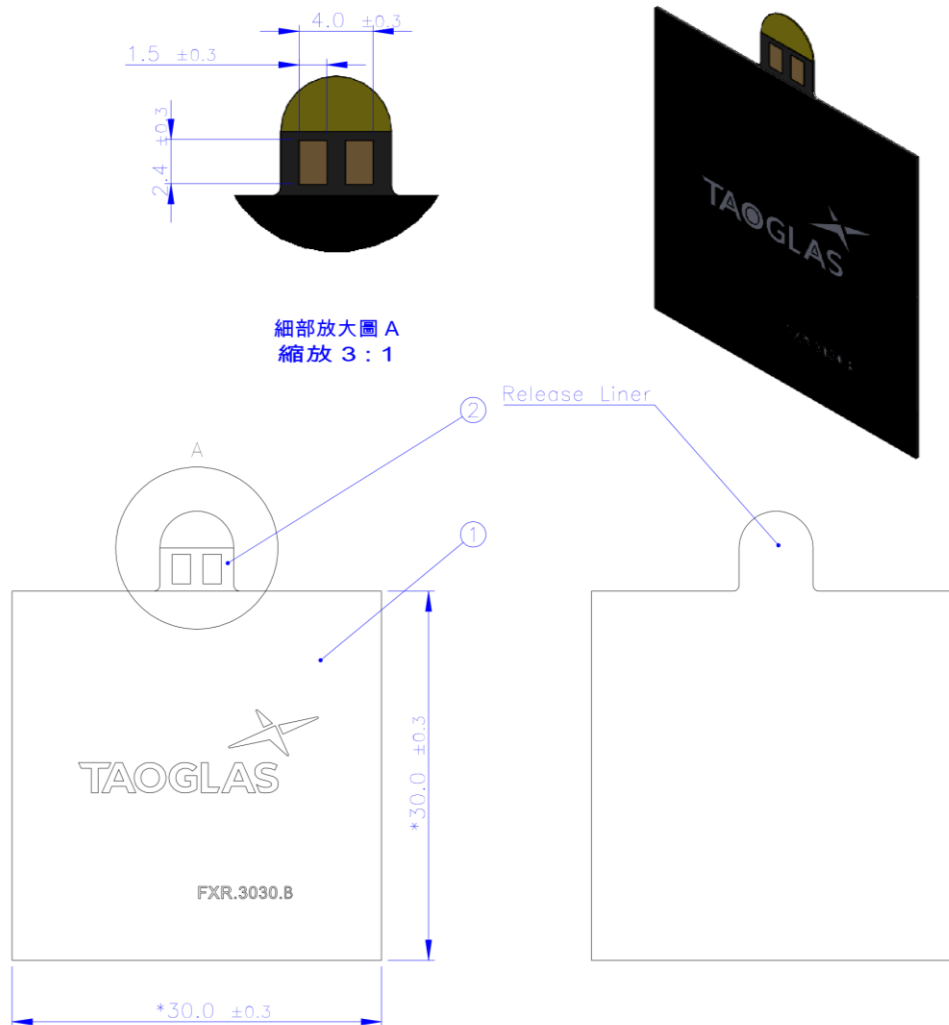 4.0 ±0.3
1.5 ±0.3
2.4 ±0.3
TAOGLAS
細部放大圖 A
縮放 3 : 1
Release Liner
2
A
1
*30.0 ±0.3
TAOGLAS
FXR.3030.B
*30.0 ±0.3